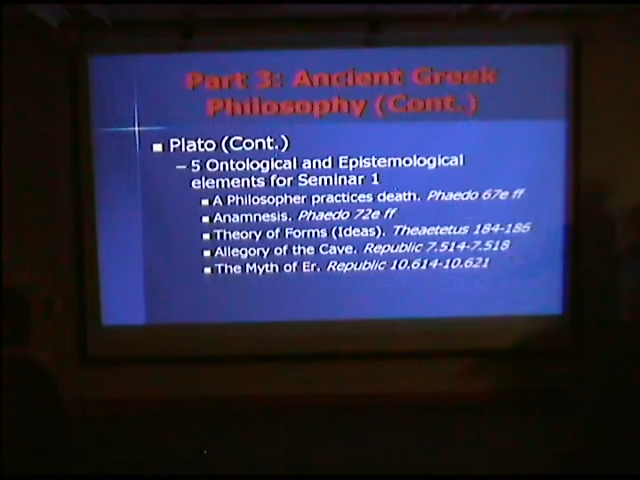 Part 3: Ancient Greek
Philosophy (Cont.)
Plato (Cont.)
– 5 Ontological and Epistemological
elements for Seminar 1
A Philosopher practices death. Phaedo 67e ff
Anamnesis. Phaedo 72e ff
Theory of Forms (Ideas). Theaetetus 184-186
Allegory of the Cave. Republic 7.514-7.518
The Myth of Er. Republic 10.614-10.621